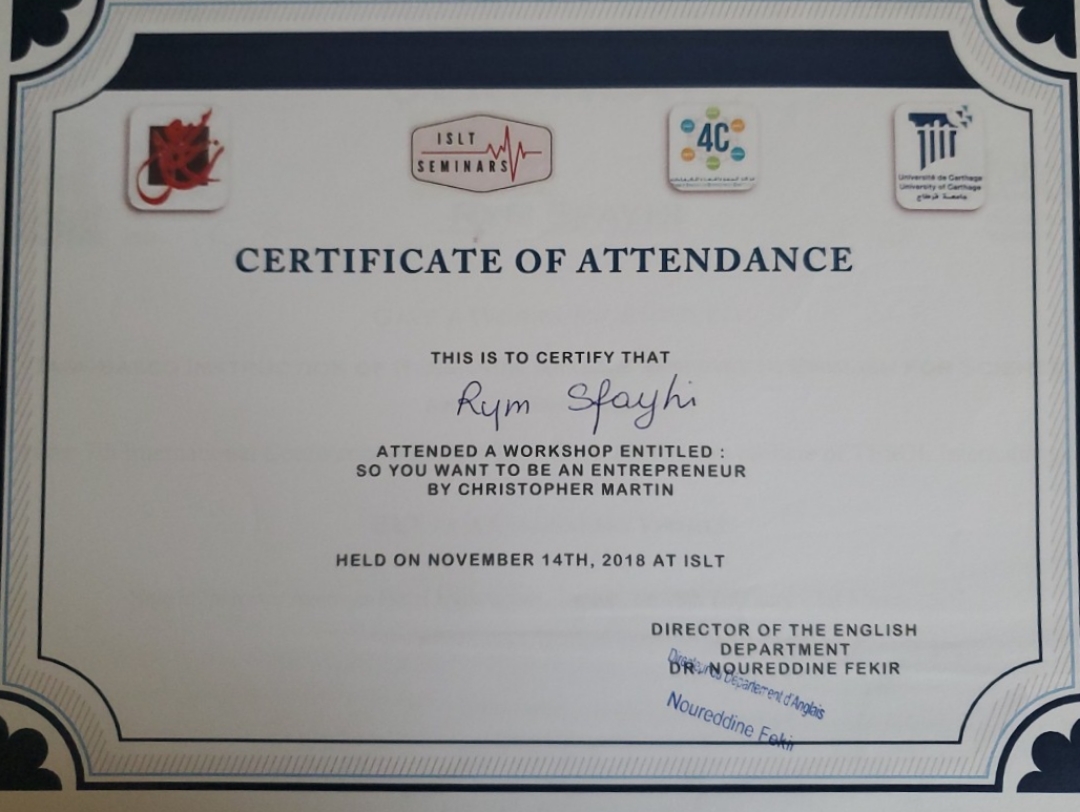 ISLT
SEMINARS
4C
Université de Carthage
University of Carthage
جامعة قرطاج
CERTIFICATE OF ATTENDANCE
THIS IS TO CERTIFY THAT
Rym Sfayhi
ATTENDED A WORKSHOP ENTITLED :
SO YOU WANT TO BE AN ENTREPRENEUR
BY CHRISTOPHER MARTIN
HELD ON NOVEMBER 14TH, 2018 AT ISLT
DIRECTOR OF THE ENGLISH
DEPARTMENT
DR. NOUREDDINE FEKIR
Directeur du Département d'Anglais
Noureddine Fekir